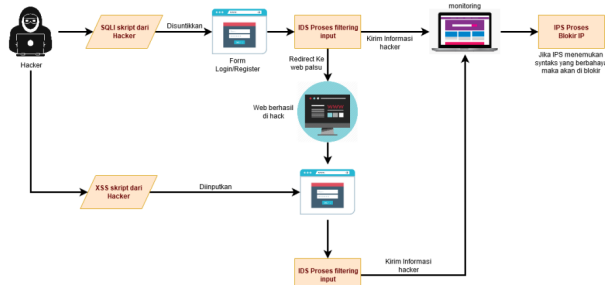 monitoring
SQLI skript dari
Hacker
Disuntikkan
IDS Proses filtering
input
Kirim Informasi
hacker
IPS Proses
Blokir IP
Hacker
Form
Login/Register
Redirect Ke
web palsu
Jika IPS menemukan
syntaks yang berbahaya
maka akan di blokir
Web berhasil
di hack
XSS skript dari
Hacker
Diinputkan
IDS Proses filtering
input
Kirim Informasi
hacker